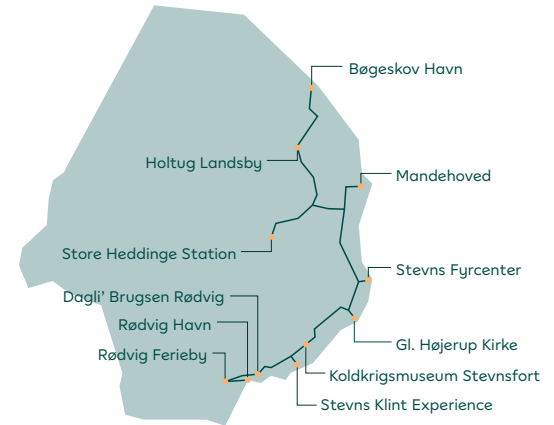 Bøgeskov Havn
Holtug Landsby
Mandehoved
Store Heddinge Station
Stevns Fyrcenter
Dagli' Brugsen Rødvig
Rødvig Havn
Gl. Højerup Kirke
Rødvig Ferieby
Koldkrigsmuseum Stevnsfort
Stevns Klint Experience